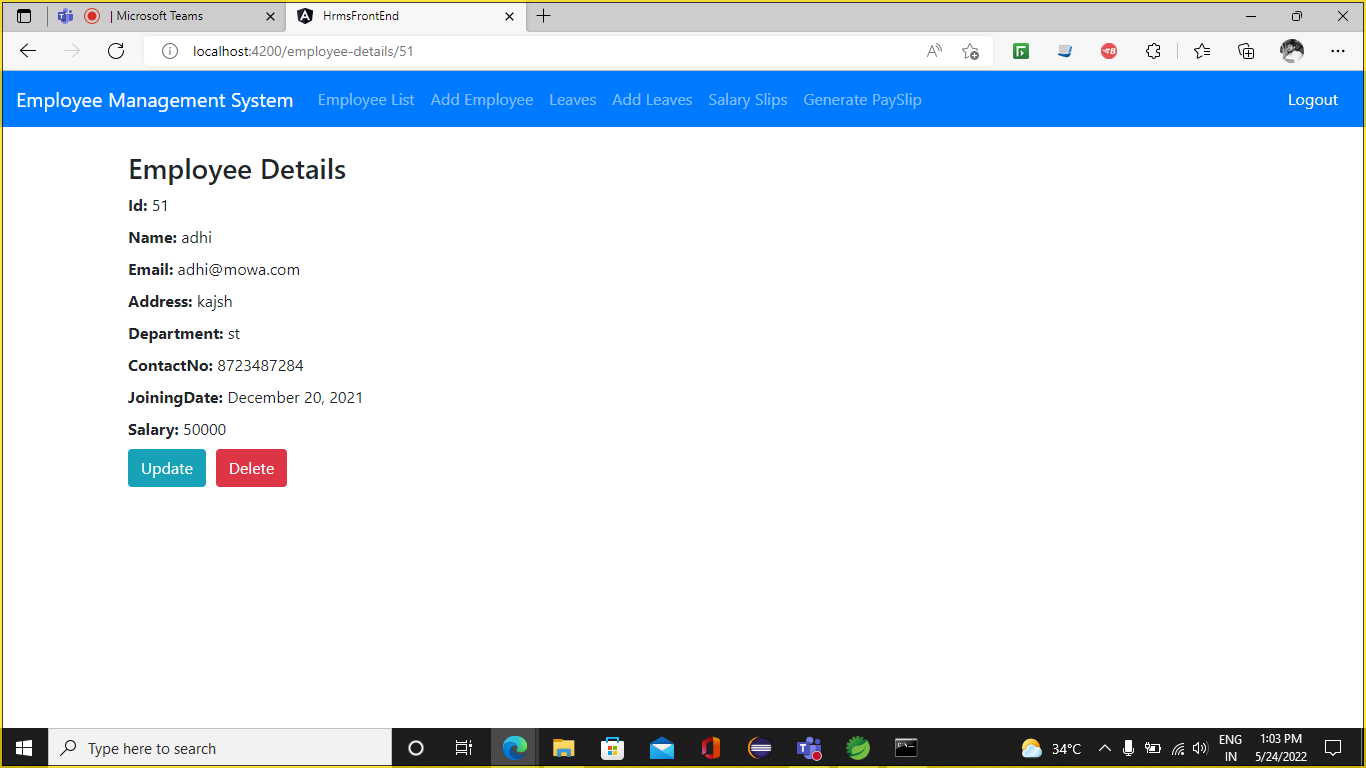 | Microsoft Teams
HrmsFrontEnd
localhost:4200/employee-details/51
Employee Management System Employee List Add Employee Leaves Add Leaves Salary Slips Generate PaySlip Logout
Employee Details
Id: 51
Name: adhi
Email: adhi@mowa.com
Address: kajsh
Department: st
ContactNo: 8723487284
JoiningDate: December 20, 2021
Salary: 50000
Update Delete
Type here to search
34°C
ENG
IN
1:03 PM
5/24/2022